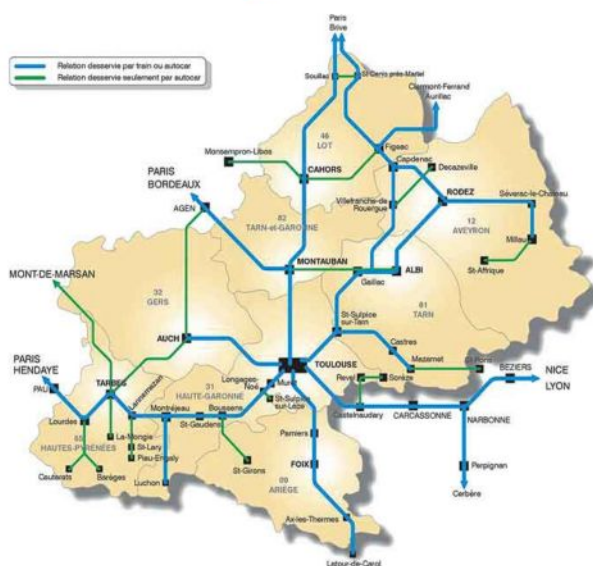 Paris
Brive
Relation desservie par train ou autocar
Relation desservie seulement par autocar
Souillac
St-Denis près Martel
Clermont-Ferrand
Aurillac
46
LOT
Figeac
Monsempron-Libos
Capdenac
Decazeville
CAHORS
PARIS
BORDEAUX
Villefranche-de
Rouergue
RODEZ
Séverac-le-Château
AGEN
82
TARN-et-GARONNE
12
AVEYRON
Millau
St-Affrique
MONTAUBAN
ALBI
MONT-DE-MARSAN
Gaillac
32
GERS
81
TARN
St-Sulpice
sur-Tarn
AUCH
Castres
Mazamet
St-Pons
PARIS
HENDAYE
TOULOUSE
BEZIERS
NICE
LYON
31
HAUTE-GARONNE
Longages-
Noé
Muret
Revel
Sorèze
PAU
TARBES
Lannemezan
St-Sulpice
sur-Lèze
Montréjeau
Boussens
Castelnaudary
CARCASSONNE
NARBONNE
Lourdes
65
HAUTES-PYRÉNÉES
La-Mongie
St-Gaudens
Pamiers
St-Lary
Piau-Engaly
St-Girons
FOIX
Perpignan
Cauterets
Barèges
Luchon
09
ARIÈGE
Cerbère
Ax-les-Thermes
Latour-de-Carol